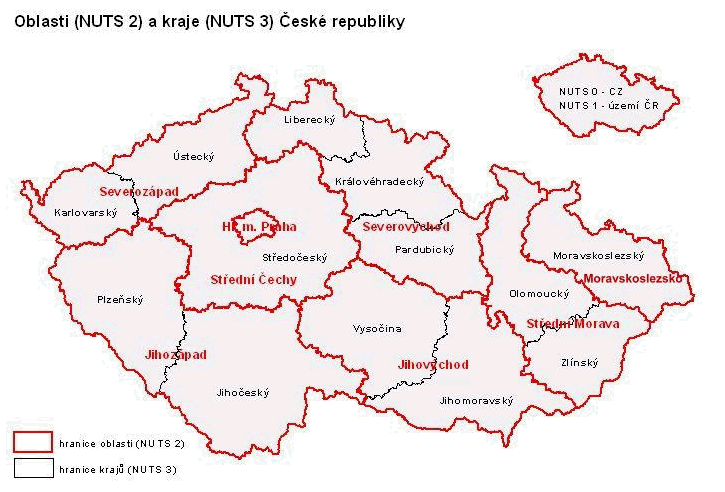 Oblasti (NUTS 2) a kraje (NUTS 3) České republiky
NUTS 0 - CZ
NUTS 1 - území ČR
Liberecký
Ústecký
Královéhradecký
Severozápad
Karlovarský
Hl. m. Praha
Severovýchod
Pardubický
Středočeský
Moravskoslezský
Střední Čechy
Moravskoslezsko
Plzeňský
Olomoucký
Vysočina
Střední Morava
Jihozápad
Jihovýchod
Zlínský
Jihočeský
Jihomoravský
hranice oblastí (NUTS 2)
hranice krajů (NUTS 3)